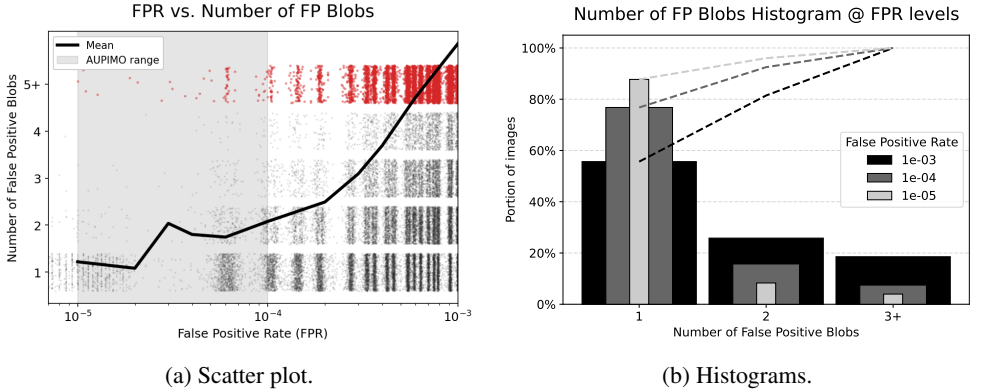 FPR vs. Number of FP Blobs
Mean
AUPIMO range
Number of False Positive Blobs
5+
4
3
2
1
10⁻⁵
10⁻⁴
10⁻³
False Positive Rate (FPR)
(a) Scatter plot.
Number of FP Blobs Histogram @ FPR levels
Portion of images
100%
80%
60%
40%
20%
0%
False Positive Rate
1e-03
1e-04
1e-05
1
2
3+
Number of False Positive Blobs
(b) Histograms.